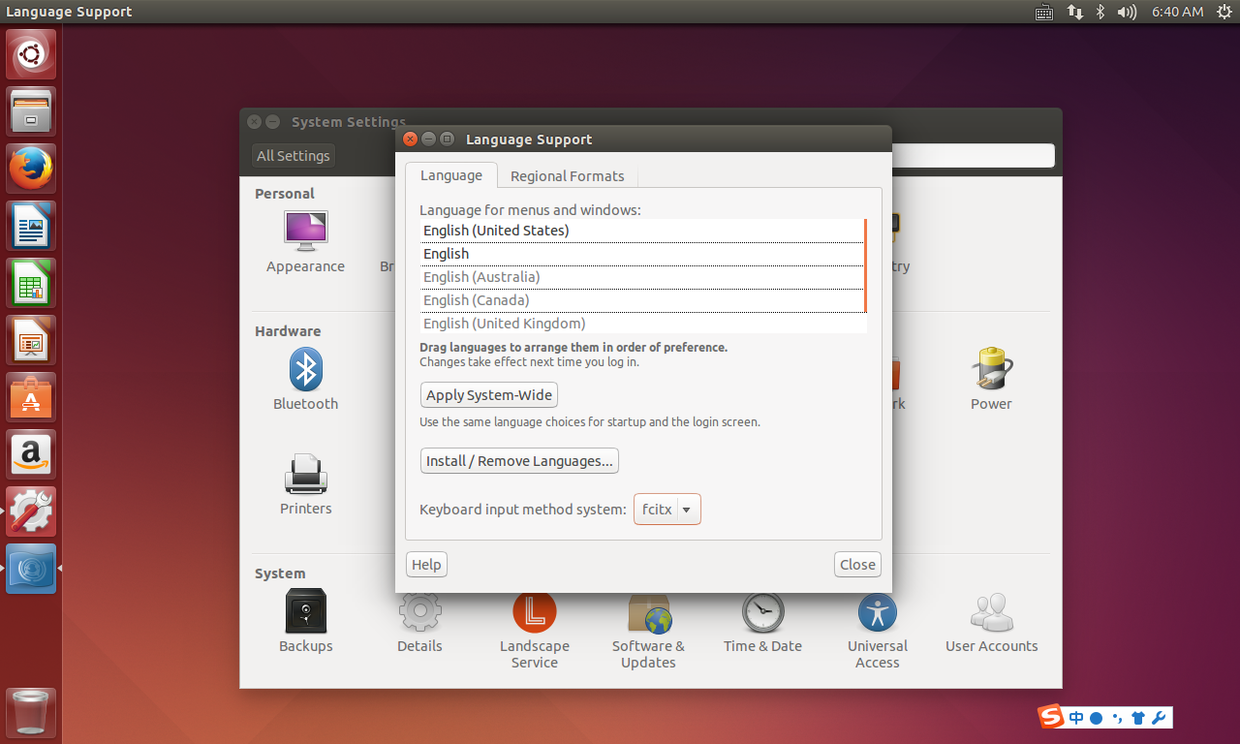 Language Support
6:40 AM
System Settings
All Settings
Language Support
Language
Regional Formats
Language for menus and windows:
English (United States)
English
English (Australia)
English (Canada)
English (United Kingdom)
Drag languages to arrange them in order of preference.
Changes take effect next time you log in.
Apply System-Wide
Use the same language choices for startup and the login screen.
Install / Remove Languages...
Keyboard input method system: fcitx
Help
Close
Personal
Appearance
Br
try
Hardware
Bluetooth
rk
Power
Printers
System
Backups
Details
Landscape Service
Software & Updates
Time & Date
Universal Access
User Accounts
a
S 中